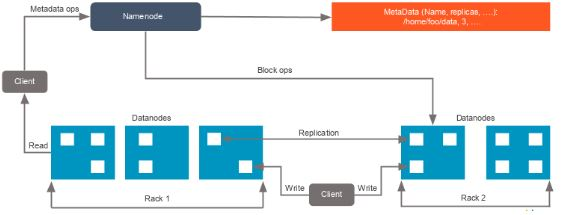 Metadata ops
Namenode
MetaData (Name, replicas, ....):
/home/foo/data, 3, ....
Client
Block ops
Datanodes
Datanodes
Read
Replication
Write
Client
Write
Rack 1
Rack 2